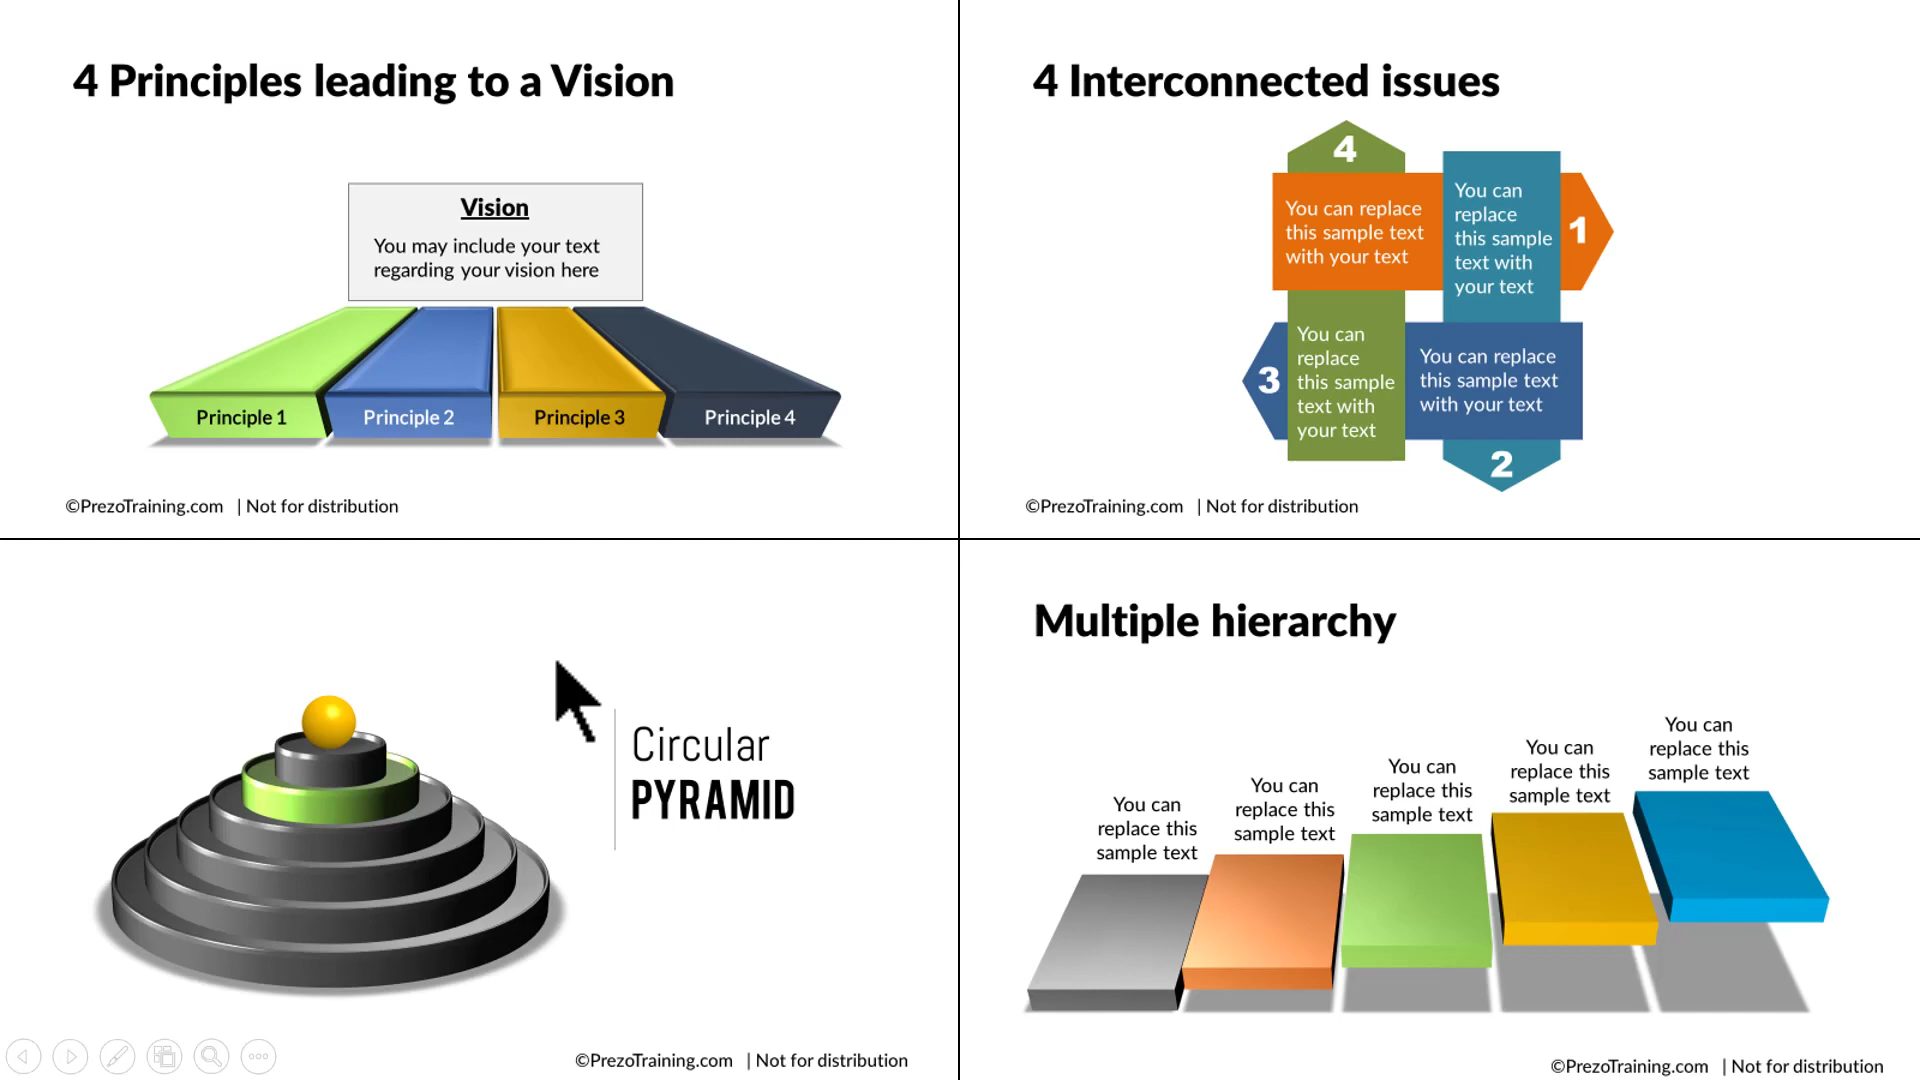 4 Principles leading to a Vision
Vision
You may include your text
regarding your vision here
Principle 1
Principle 2
Principle 3
Principle 4
©PrezoTraining.com | Not for distribution
4 Interconnected issues
4
You can replace
this sample text
with your text
You can
replace
this sample
text with
your text
1
3
You can
replace
this sample
text with
your text
You can replace
this sample text
with your text
2
©PrezoTraining.com | Not for distribution
Circular
PYRAMID
©PrezoTraining.com | Not for distribution
Multiple hierarchy
You can
replace this
sample text
You can
replace this
sample text
You can
replace this
sample text
You can
replace this
sample text
You can
replace this
sample text
©PrezoTraining.com | Not for distribution